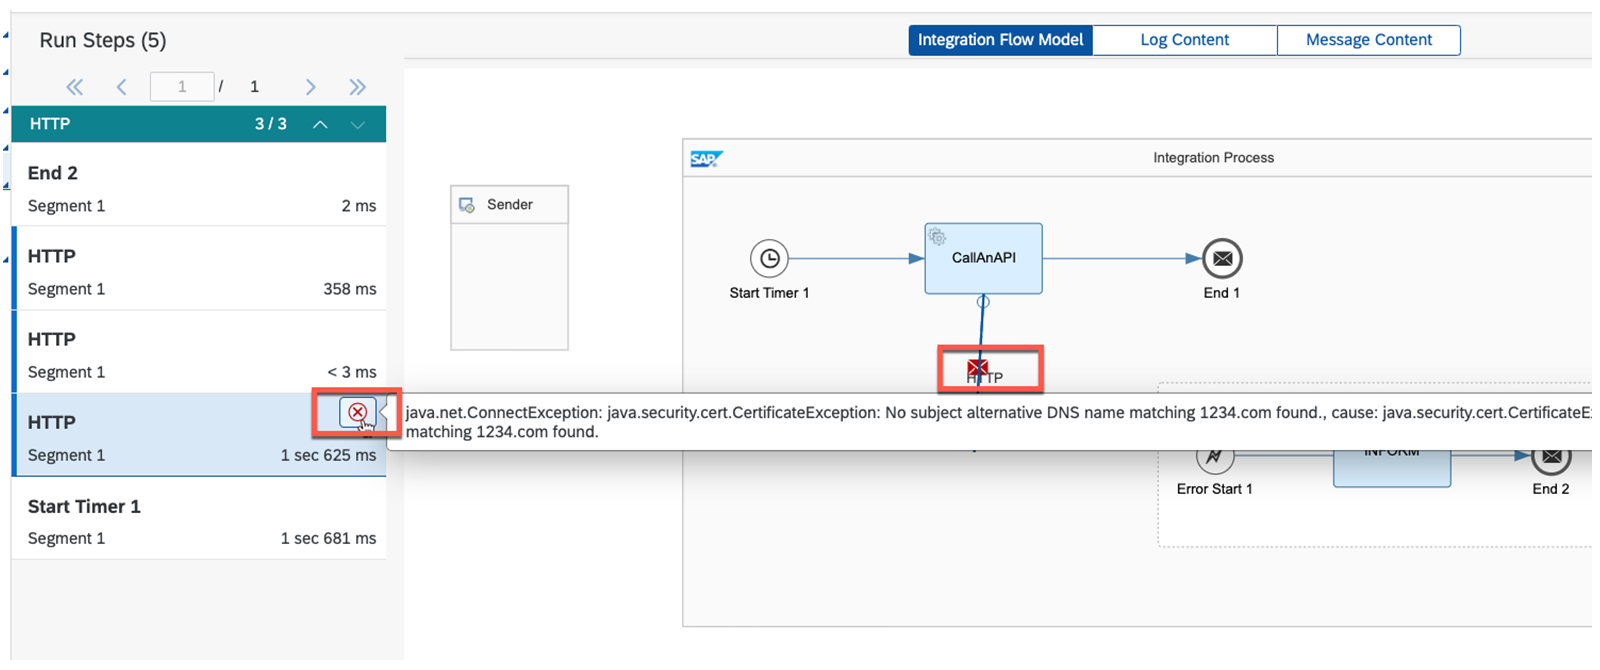 Run Steps (5)
Integration Flow Model
Log Content
Message Content
1 / 1
HTTP 3 / 3
End 2
Segment 1 2 ms
HTTP
Segment 1 358 ms
HTTP
Segment 1 < 3 ms
HTTP
Segment 1 1 sec 625 ms
Start Timer 1
Segment 1 1 sec 681 ms
SAP
Integration Process
Sender
CallAnAPI
Start Timer 1
End 1
HTTP
java.net.ConnectException: java.security.cert.CertificateException: No subject alternative DNS name matching 1234.com found., cause: java.security.cert.CertificateE
matching 1234.com found.
INFORM
Error Start 1
End 2